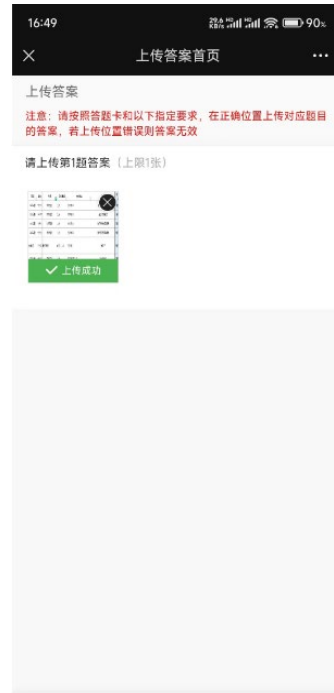 16:49
29.6 KB/s 90%
上传答案首页
上传答案
注意：请按照答题卡和以下指定要求，在正确位置上传对应题目
的答案，若上传位置错误则答案无效
请上传第1题答案（上限1张）
上传成功